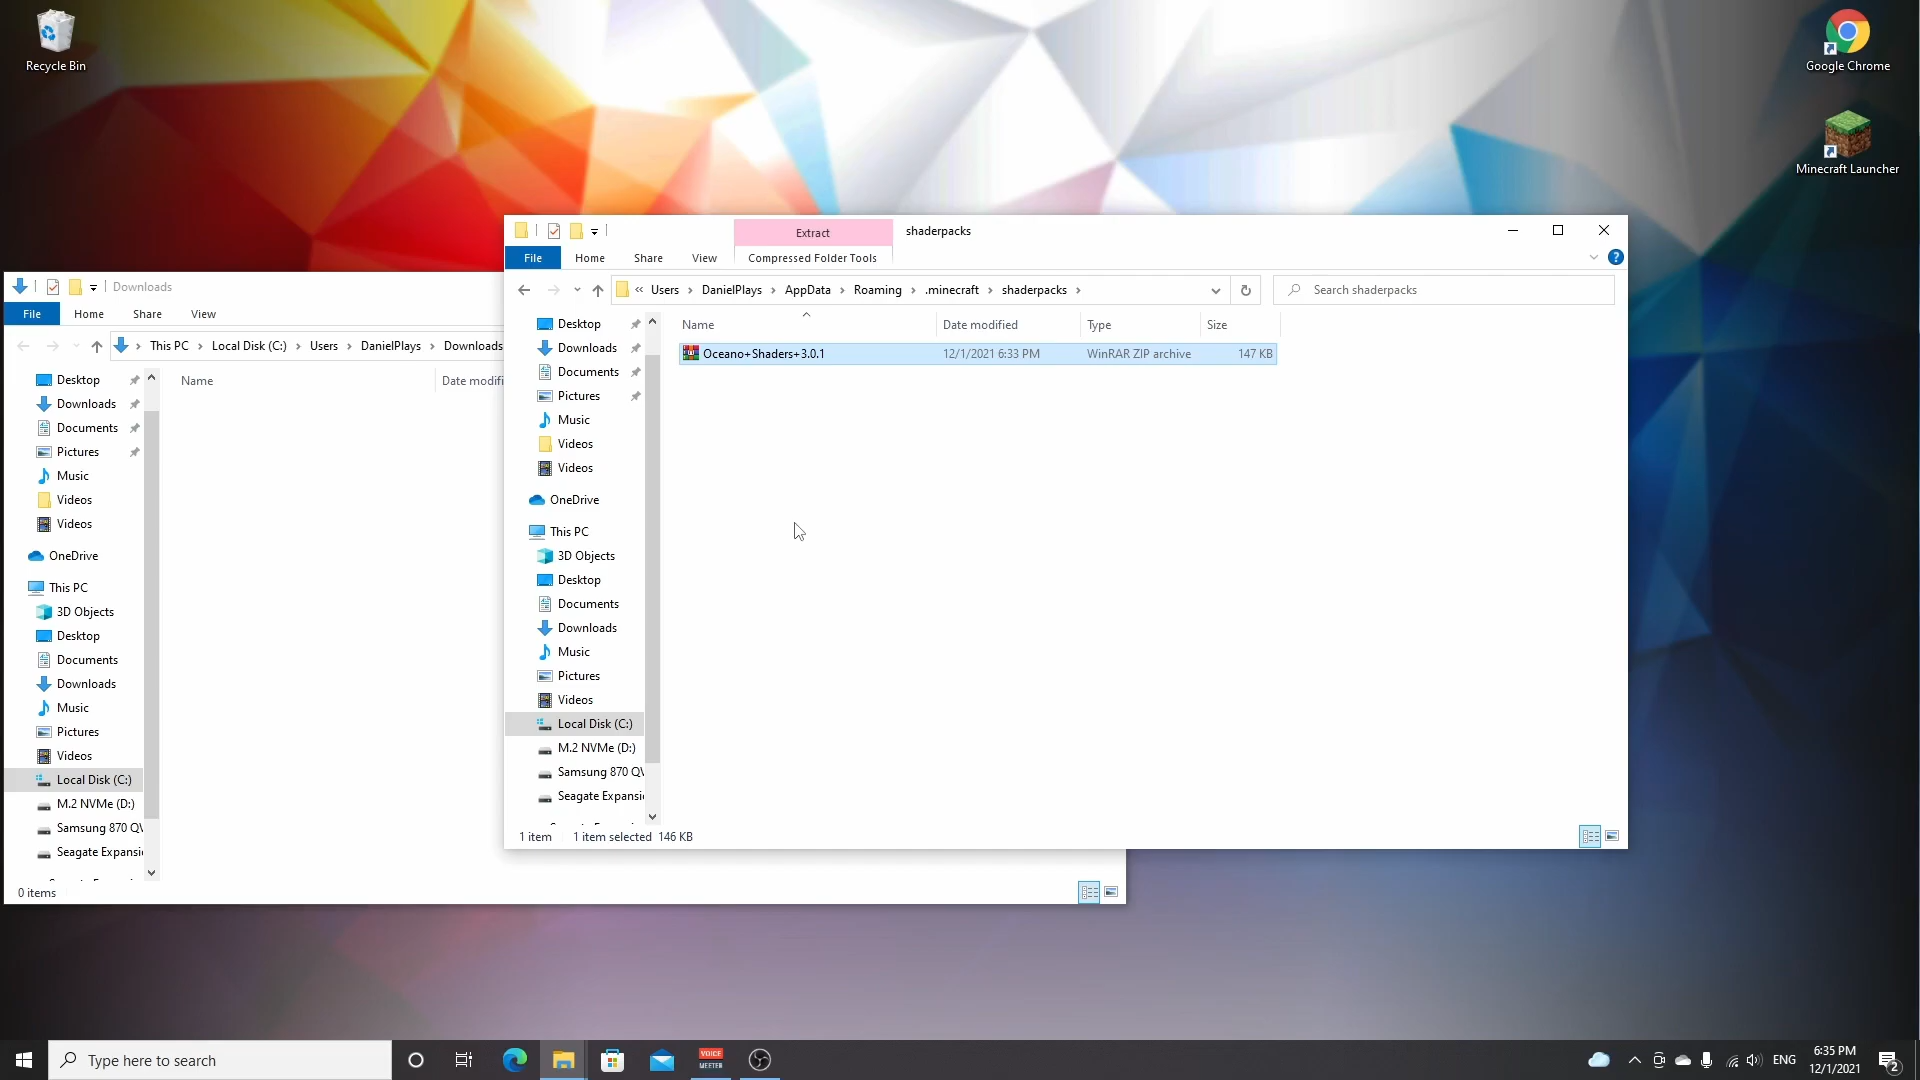 Recycle Bin
Google Chrome
Minecraft Launcher
Extract
shaderpacks
File
Home
Share
View
Compressed Folder Tools
?
« Users > DanielPlays > AppData > Roaming > .minecraft > shaderpacks >
Search shaderpacks
Name
Date modified
Type
Size
Oceano+Shaders+3.0.1
12/1/2021 6:33 PM
WinRAR ZIP archive
147 KB
Desktop
Downloads
Documents
Pictures
Music
Videos
Videos
OneDrive
This PC
3D Objects
Desktop
Documents
Downloads
Music
Pictures
Videos
Local Disk (C:)
M.2 NVMe (D:)
Samsung 870 QV
Seagate Expansi
1 item
1 item selected 146 KB
Downloads
File
Home
Share
View
> This PC > Local Disk (C:) > Users > DanielPlays > Downloads
Name
Date modifi
Desktop
Downloads
Documents
Pictures
Music
Videos
Videos
OneDrive
This PC
3D Objects
Desktop
Documents
Downloads
Music
Pictures
Videos
Local Disk (C:)
M.2 NVMe (D:)
Samsung 870 QV
Seagate Expansi
0 items
Type here to search
VOICE
MEETER
ENG
6:35 PM
12/1/2021
2